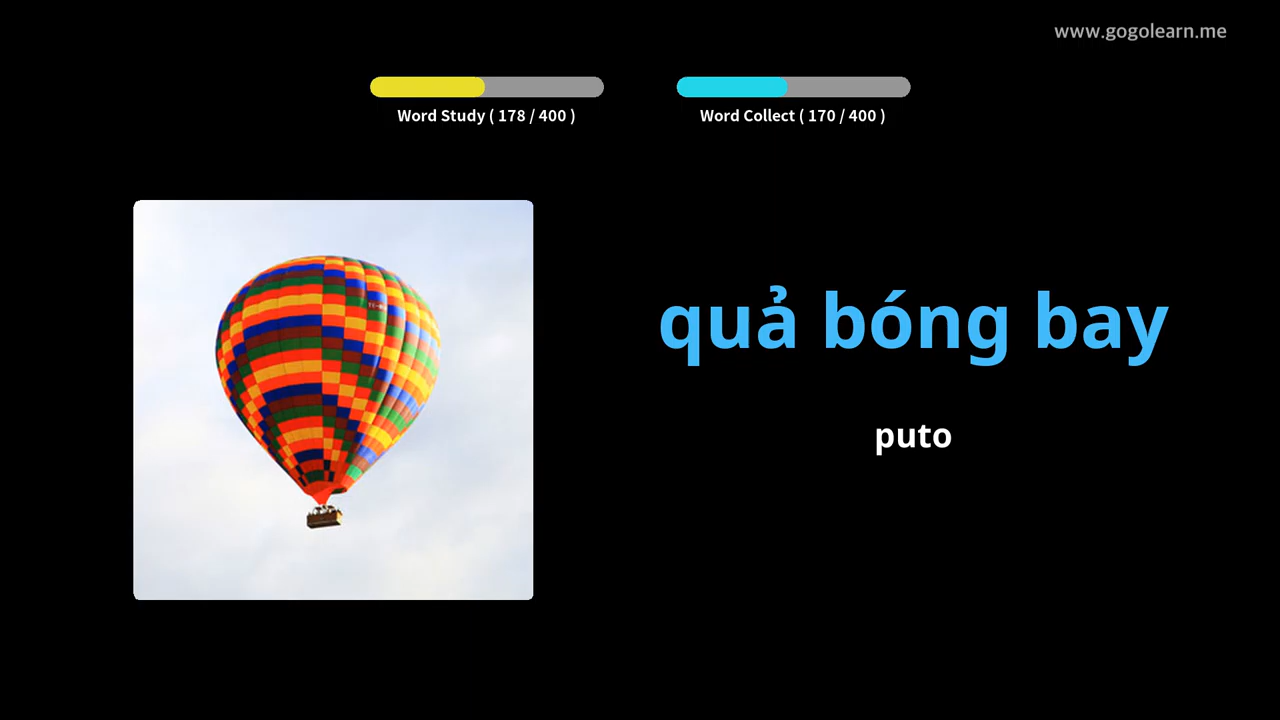 www.gogolearn.me
Word Study ( 178 / 400 )
Word Collect ( 170 / 400 )
quả bóng bay
puto